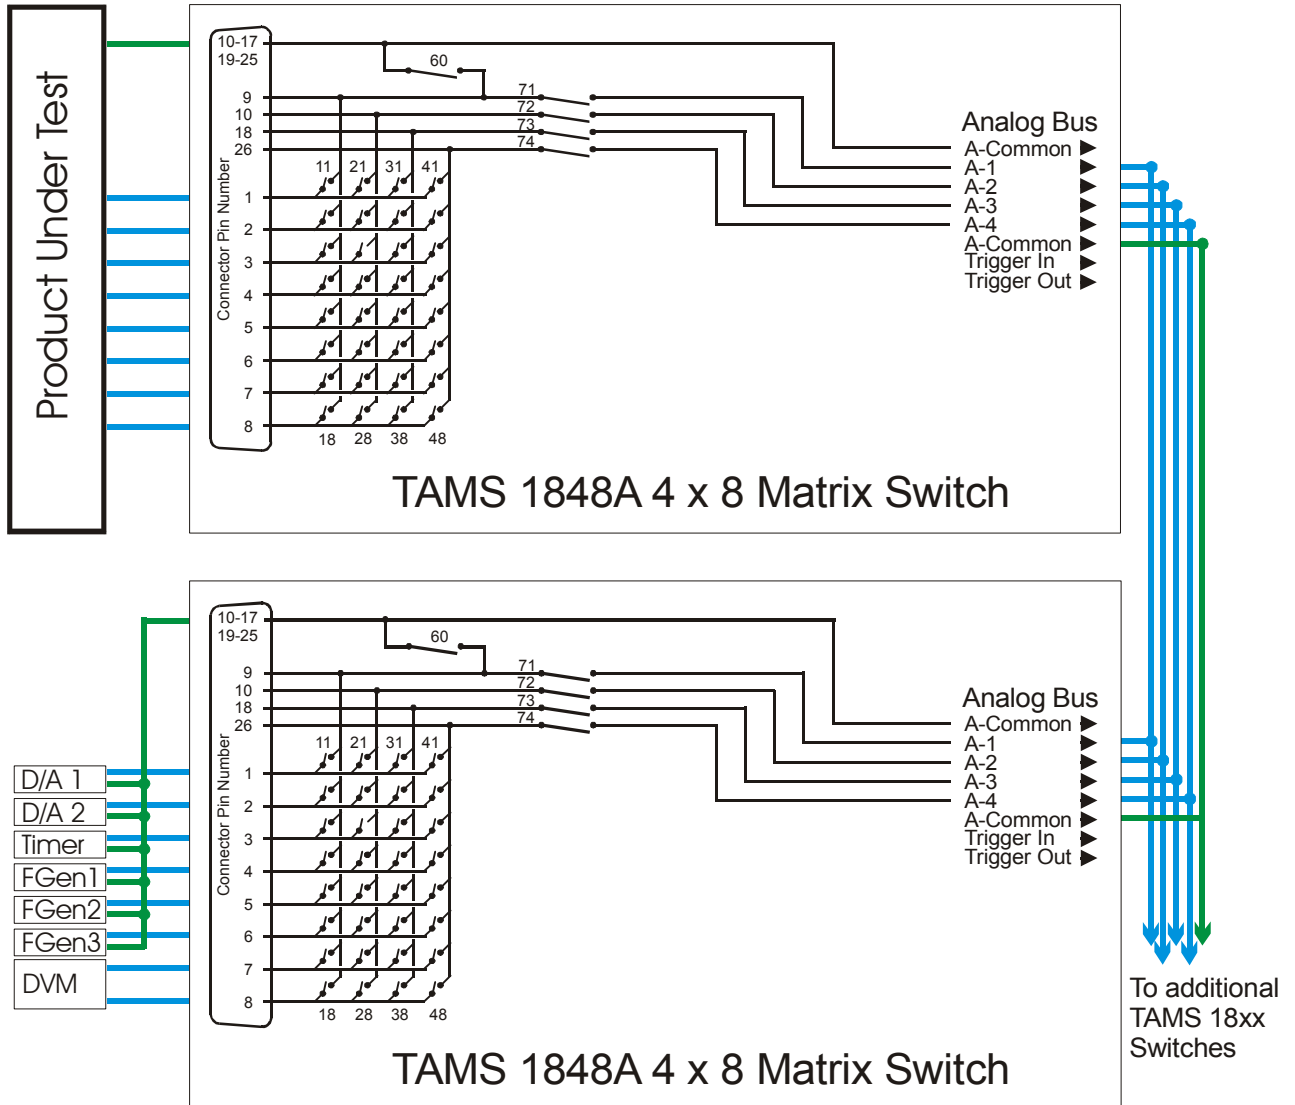 Product Under Test
10-17
19-25
60
9
71
10
72
18
73
26
74
Connector Pin Number
11 21 31 41
1
2
3
4
5
6
7
8
18 28 38 48
Analog Bus
A-Common
A-1
A-2
A-3
A-4
A-Common
Trigger In
Trigger Out
TAMS 1848A 4 x 8 Matrix Switch
10-17
19-25
60
9
71
10
72
18
73
26
74
Connector Pin Number
11 21 31 41
1
2
3
4
5
6
7
8
18 28 38 48
Analog Bus
A-Common
A-1
A-2
A-3
A-4
A-Common
Trigger In
Trigger Out
D/A 1
D/A 2
Timer
FGen1
FGen2
FGen3
DVM
To additional
TAMS 18xx
Switches
TAMS 1848A 4 x 8 Matrix Switch